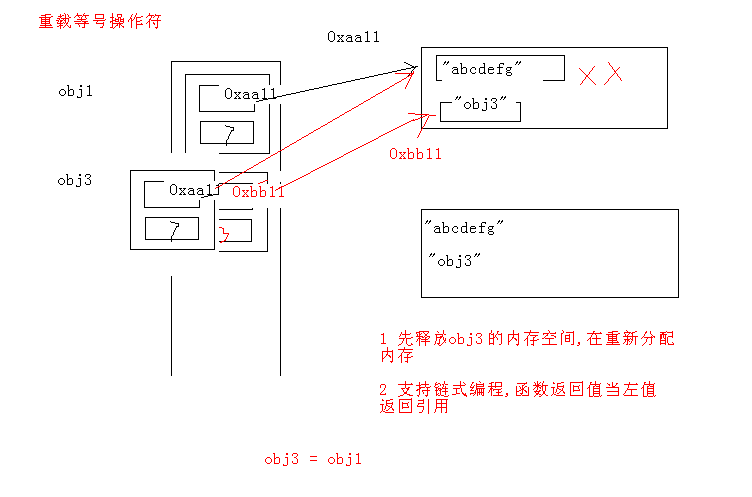 重载等号操作符
0xaa11
obj1
0xaa11
"abcdefg"
7
"obj3"
0xbb11
obj3
0xaa11
0xbb11
7
3
"abcdefg"
"obj3"
1 先释放obj3的内存空间,在重新分配
内存
2 支持链式编程,函数返回值当左值
返回引用
obj3 = obj1